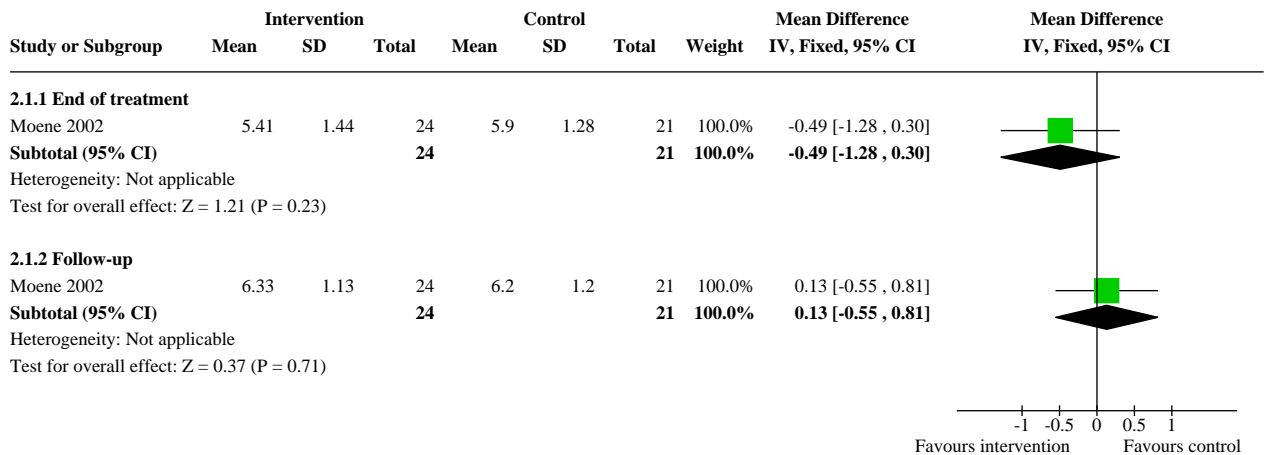 Intervention Control Mean Difference Mean Difference
Study or Subgroup Mean SD Total Mean SD Total Weight IV, Fixed, 95% CI IV, Fixed, 95% CI
2.1.1 End of treatment
Moene 2002 5.41 1.44 24 5.9 1.28 21 100.0% -0.49 [-1.28 , 0.30]
Subtotal (95% CI) 24 21 100.0% -0.49 [-1.28 , 0.30]
Heterogeneity: Not applicable
Test for overall effect: Z = 1.21 (P = 0.23)
2.1.2 Follow-up
Moene 2002 6.33 1.13 24 6.2 1.2 21 100.0% 0.13 [-0.55 , 0.81]
Subtotal (95% CI) 24 21 100.0% 0.13 [-0.55 , 0.81]
Heterogeneity: Not applicable
Test for overall effect: Z = 0.37 (P = 0.71)
-1 -0.5 0 0.5 1
Favours intervention Favours control